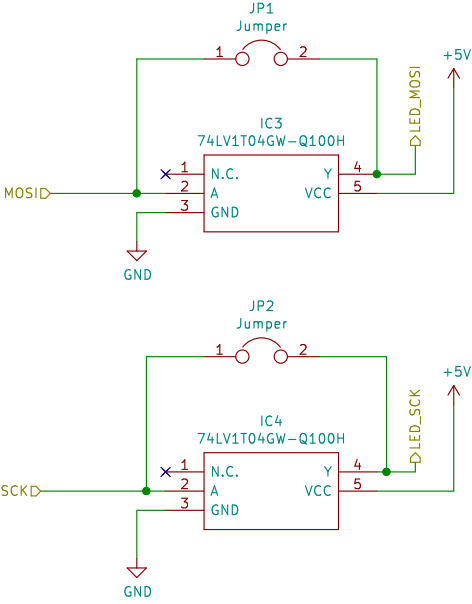 JP1
Jumper
1 2
+5V
LED_MOSI
IC3
74LV1T04GW-Q100H
1 N.C. Y 4
MOSI 2 A VCC 5
3 GND
GND
JP2
Jumper
1 2
+5V
LED_SCK
IC4
74LV1T04GW-Q100H
1 N.C. Y 4
SCK 2 A VCC 5
3 GND
GND